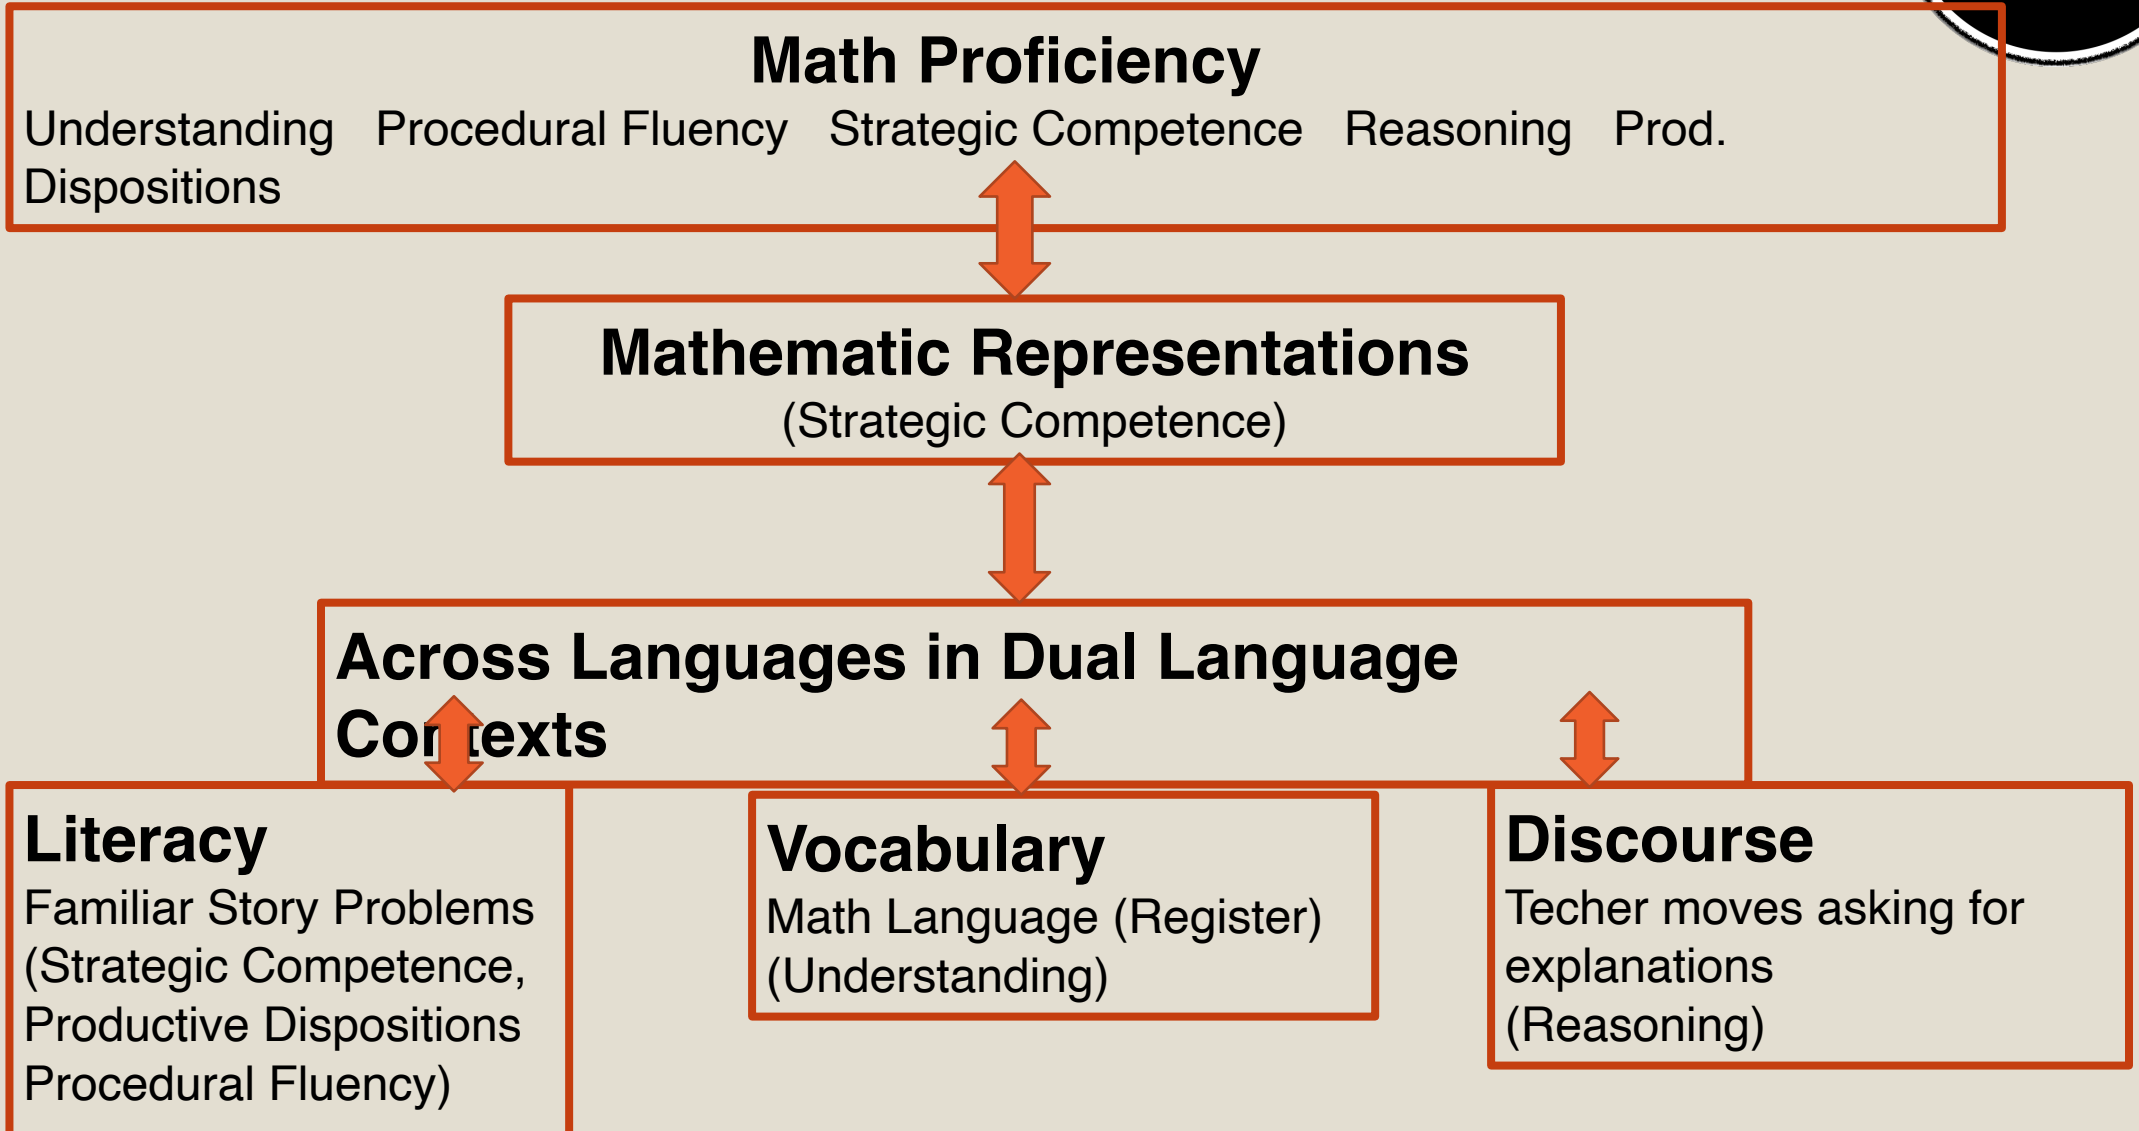 Math Proficiency
Understanding Procedural Fluency Strategic Competence Reasoning Prod.
Dispositions
Mathematic Representations
(Strategic Competence)
Across Languages in Dual Language
Contexts
Literacy
Familiar Story Problems
(Strategic Competence,
Productive Dispositions
Procedural Fluency)
Vocabulary
Math Language (Register)
(Understanding)
Discourse
Techer moves asking for
explanations
(Reasoning)